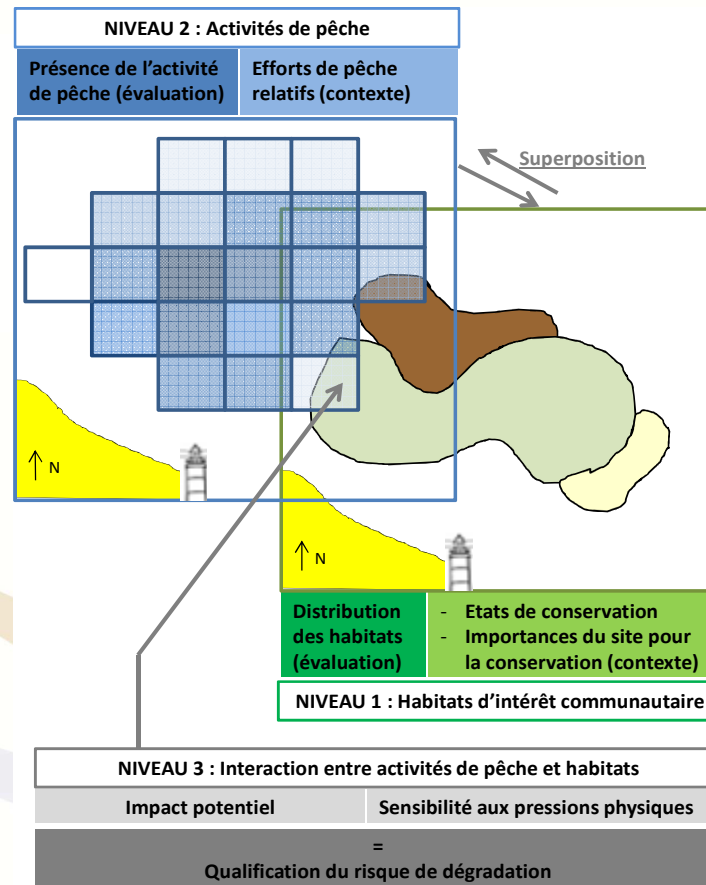 NIVEAU 2 : Activités de pêche
Présence de l'activité
de pêche (évaluation)
Efforts de pêche
relatifs (contexte)
Superposition
N
N
Distribution
des habitats
(évaluation)
- Etats de conservation
- Importances du site pour
la conservation (contexte)
NIVEAU 1 : Habitats d'intérêt communautaire
NIVEAU 3 : Interaction entre activités de pêche et habitats
Impact potentiel
Sensibilité aux pressions physiques
=
Qualification du risque de dégradation